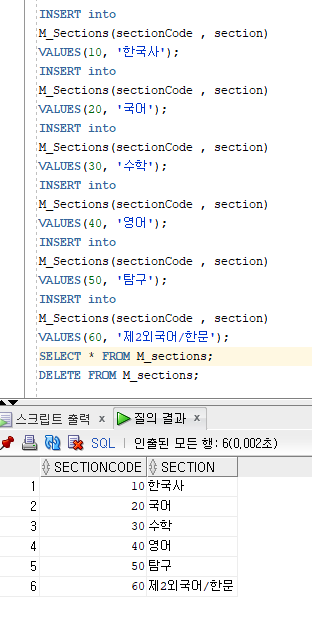 INSERT into
M_Sections(sectionCode , section)
VALUES(10, '한국사');
INSERT into
M_Sections(sectionCode , section)
VALUES(20, '국어');
INSERT into
M_Sections(sectionCode , section)
VALUES(30, '수학');
INSERT into
M_Sections(sectionCode , section)
VALUES(40, '영어');
INSERT into
M_Sections(sectionCode , section)
VALUES(50, '탐구');
INSERT into
M_Sections(sectionCode , section)
VALUES(60, '제2외국어/한문');
SELECT * FROM M_sections;
DELETE FROM M_sections;
스크립트 출력 x 질의 결과 x
SQL | 인출된 모든 행: 6(0,002초)
SECTIONCODE SECTION
1 10 한국사
2 20 국어
3 30 수학
4 40 영어
5 50 탐구
6 60 제2외국어/한문